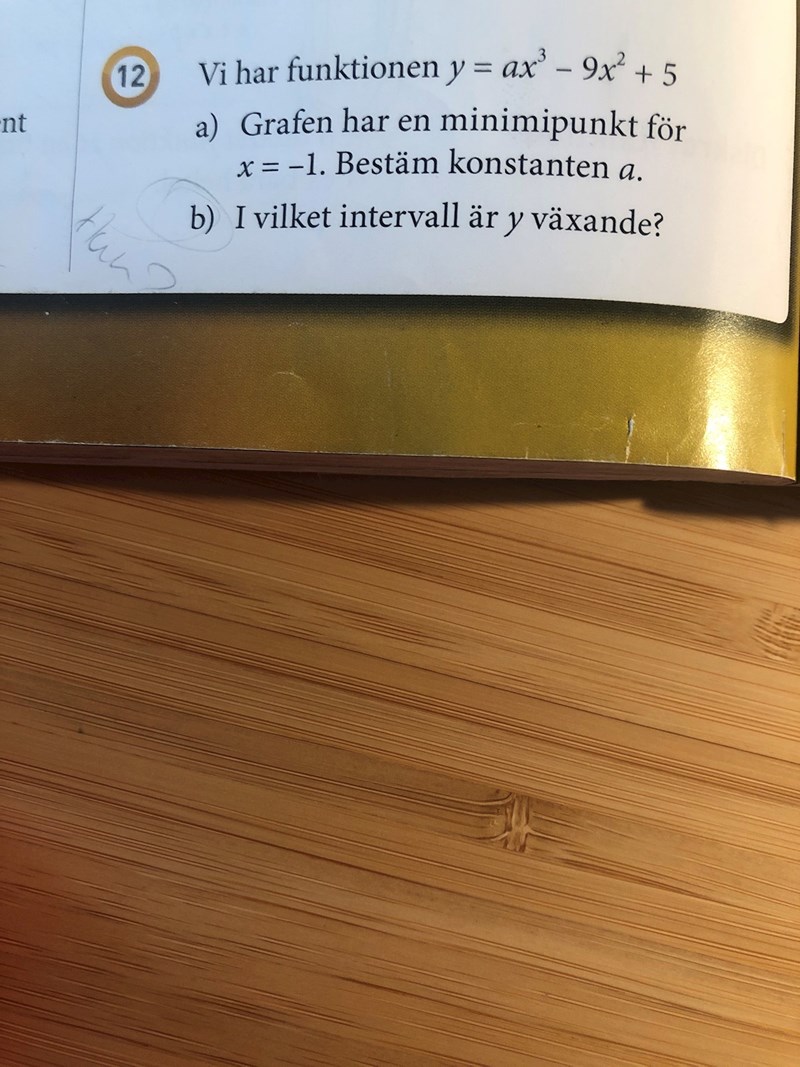 nt
12 Vi har funktionen y = ax³ – 9x² + 5
a) Grafen har en minimipunkt för
x = –1. Bestäm konstanten a.
b) I vilket intervall är y växande?